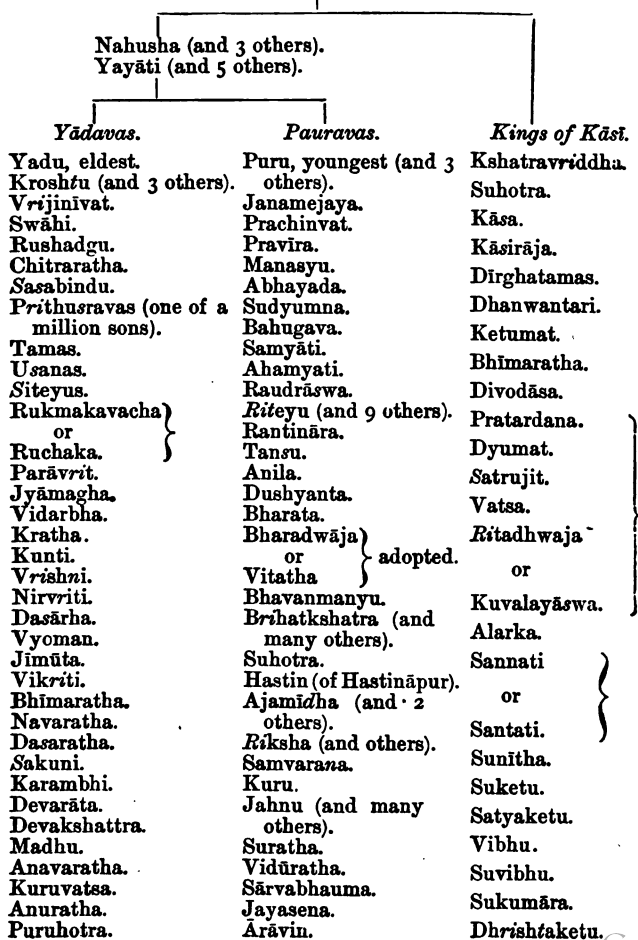 Nahusha (and 3 others).
Yayāti (and 5 others).
Yādavas.
Yadu, eldest.
Kroshtu (and 3 others).
Vrijinīvat.
Swāhi.
Rushadgu.
Chitraratha.
Sasabindu.
Prithusravas (one of a
million sons).
Tamas.
Usanas.
Siteyus.
Rukmakavacha
or
Ruchaka.
Parāvrit.
Jyāmagha.
Vidarbha.
Kratha.
Kunti.
Vrishni.
Nirvriti.
Dasārha.
Vyoman.
Jīmūta.
Vikriti.
Bhīmaratha.
Navaratha.
Dasaratha.
Sakuni.
Karambhi.
Devarāta.
Devakshattra.
Madhu.
Anavaratha.
Kuruvatsa.
Anuratha.
Puruhotra.
Pauravas.
Puru, youngest (and 3
others).
Janamejaya.
Prachinvat.
Pravīra.
Manasyu.
Abhayada.
Sudyumna.
Bahugava.
Samyāti.
Ahamyati.
Raudrāswa.
Riteyu (and 9 others).
Rantināra.
Tansu.
Anila.
Dushyanta.
Bharata.
Bharadwāja
or
adopted.
Vitatha
Bhavanmanyu.
Brihatkshatra (and
many others).
Suhotra.
Hastin (of Hastināpur).
Ajamīdha (and 2
others).
Riksha (and others).
Samvarana.
Kuru.
Jahnu (and many
others).
Suratha.
Vidūratha.
Sārvabhauma.
Jayasena.
Ārāvin.
Kings of Kāsī.
Kshatravriddha.
Suhotra.
Kāsa.
Kāsirāja.
Dīrghatamas.
Dhanwantari.
Ketumat.
Bhīmaratha.
Divodāsa.
Pratardana.
Dyumat.
Satrujit.
Vatsa.
Ritadhwaja
or
Kuvalayāswa.
Alarka.
Sannati
or
Santati.
Sunītha.
Suketu.
Satyaketu.
Vibhu.
Suvibhu.
Sukumāra.
Dhrishtaketu.